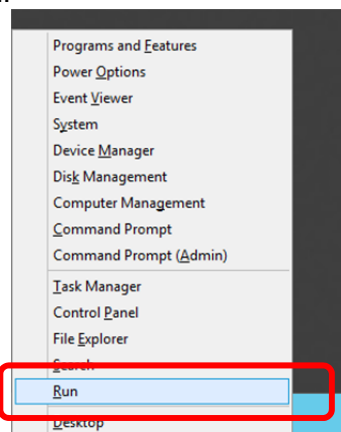 Programs and Features
Power Options
Event Viewer
System
Device Manager
Disk Management
Computer Management
Command Prompt
Command Prompt (Admin)
Task Manager
Control Panel
File Explorer
Search
Run
Desktop